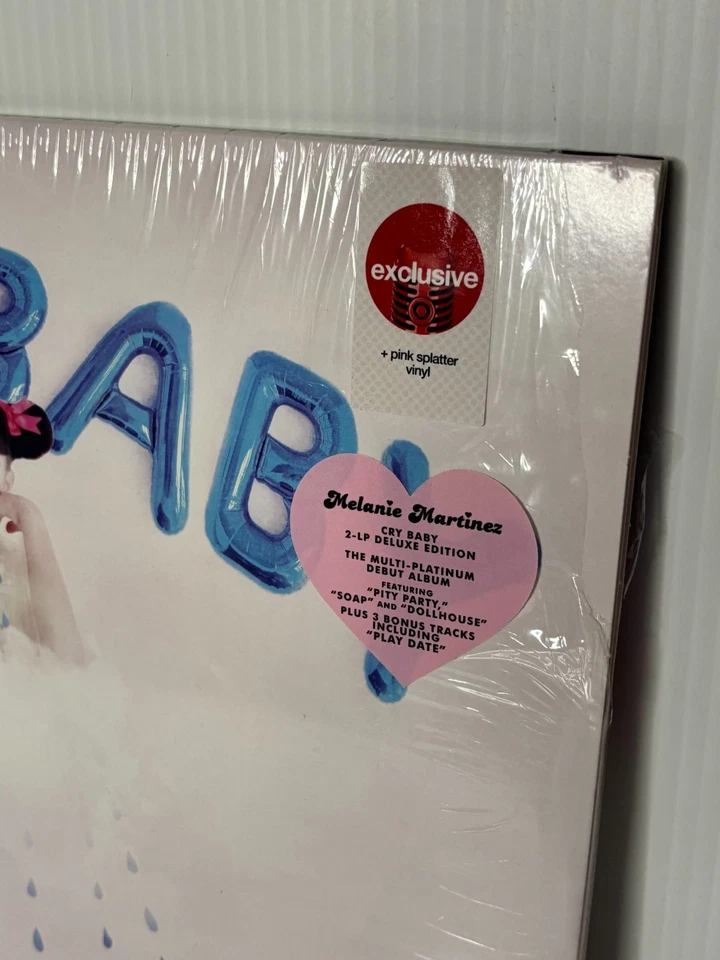 exclusive
+ pink splatter
vinyl
BABY
Melanie Martinez
CRY BABY
2-LP DELUXE EDITION
THE MULTI-PLATINUM
DEBUT ALBUM
FEATURING
"PITY PARTY,"
"SOAP" AND "DOLLHOUSE"
PLUS 3 BONUS TRACKS
INCLUDING
"PLAY DATE"